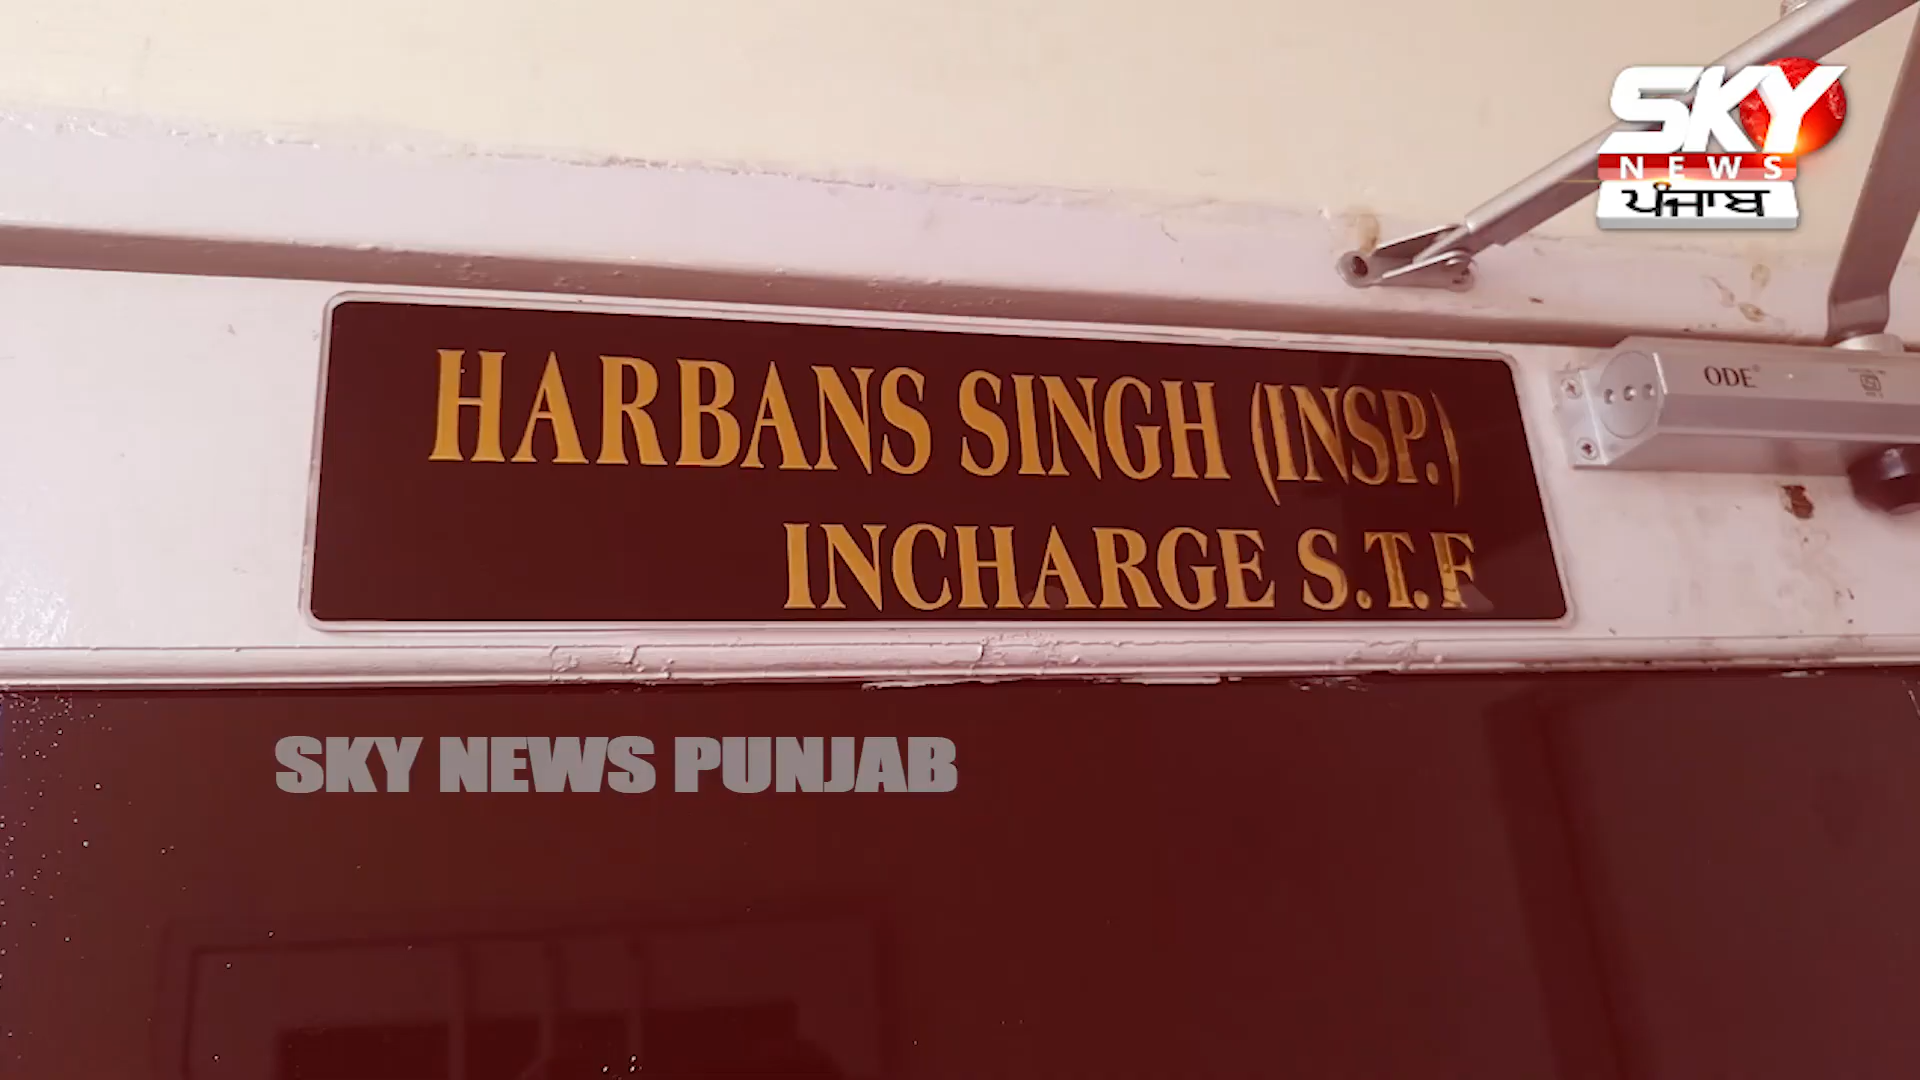 SKY
NEWS
ਪੰਜਾਬ
HARBANS SINGH (INSP.)
ODE
INCHARGE S.T.F
SKY NEWS PUNJAB